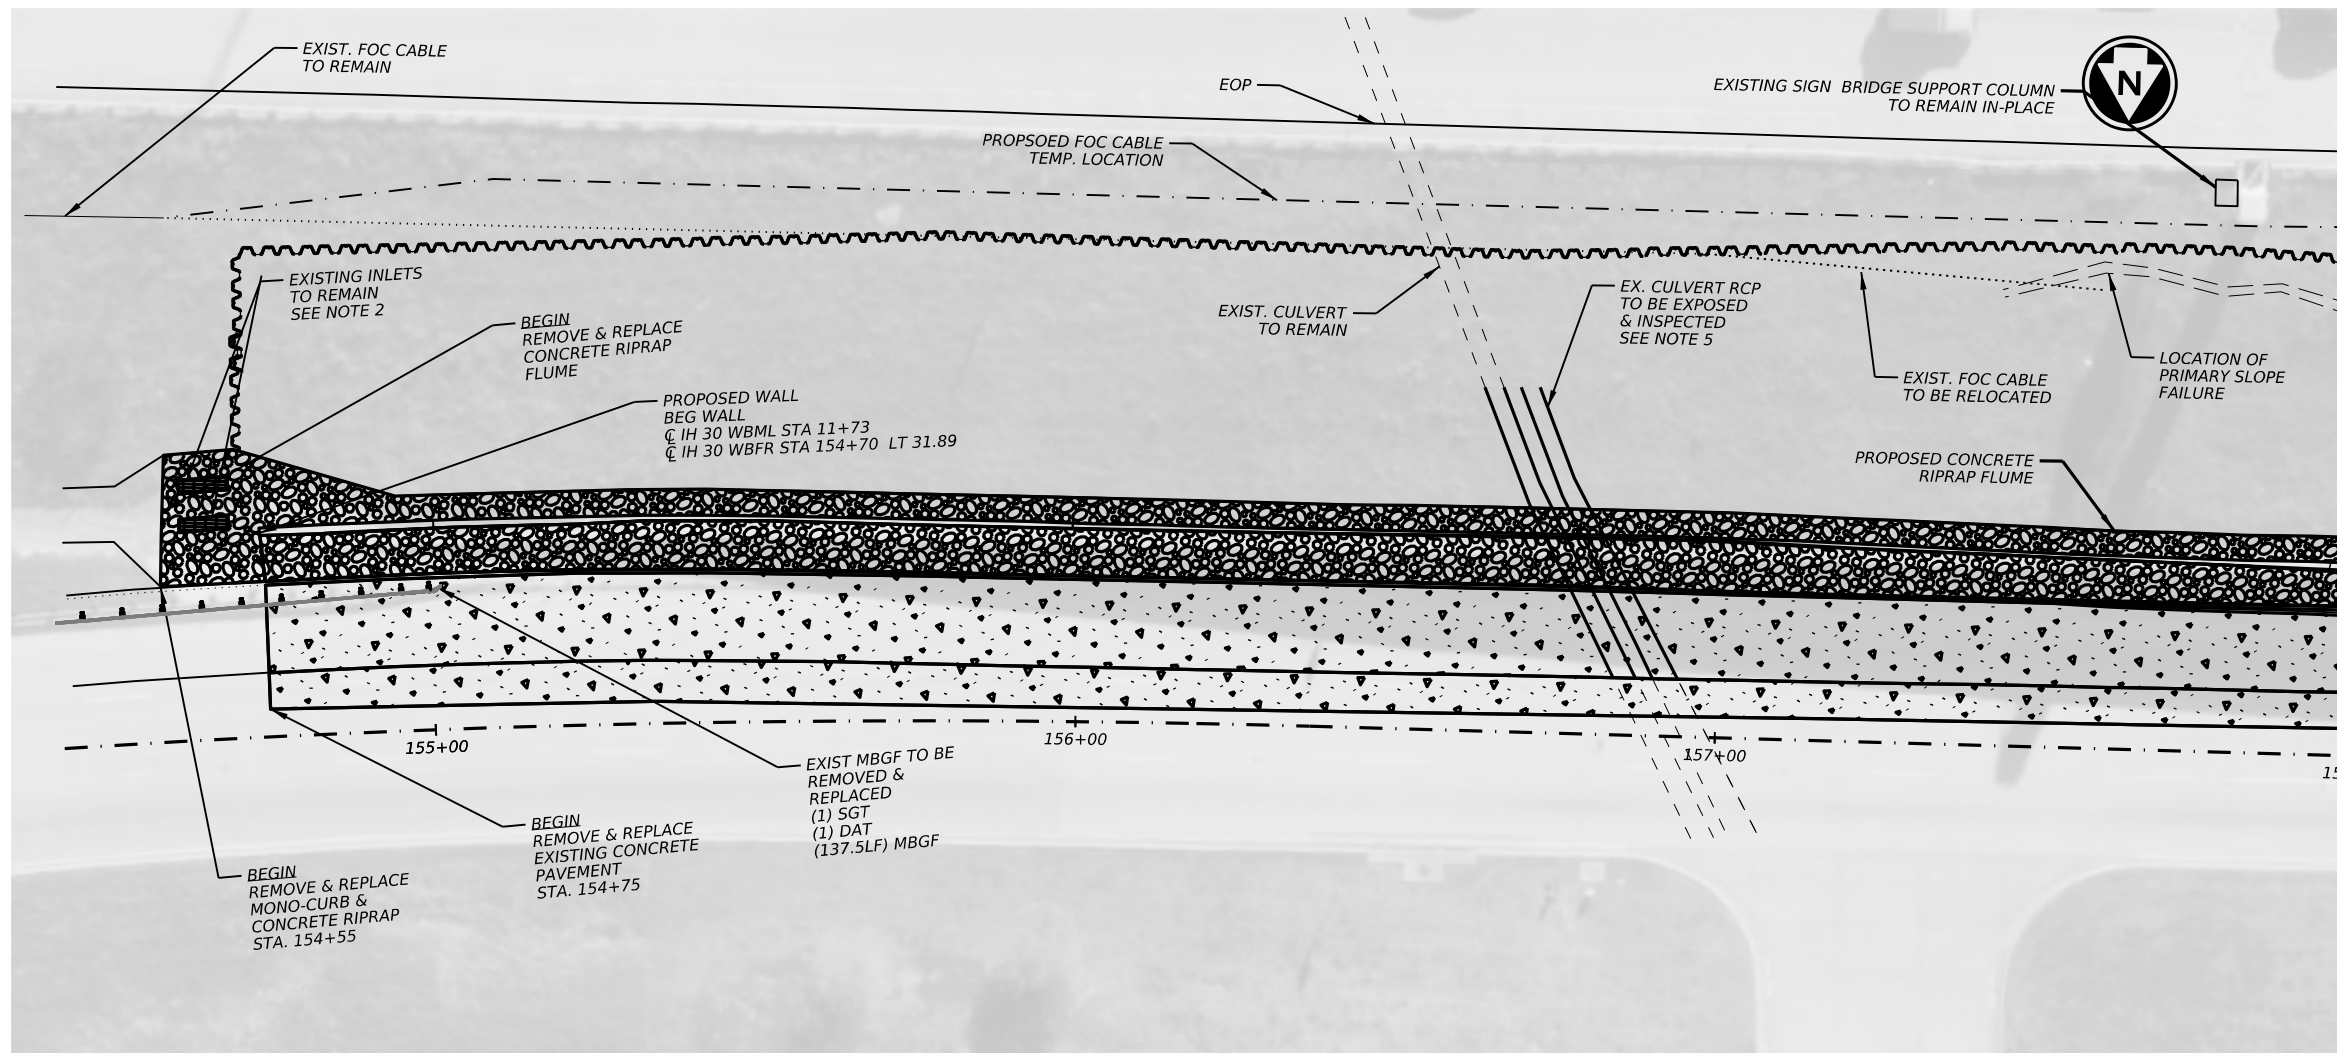 EXIST. FOC CABLE
TO REMAIN
EOP
EXISTING SIGN  BRIDGE SUPPORT COLUMN
TO REMAIN IN-PLACE
N
PROPSOED FOC CABLE
TEMP. LOCATION
EXISTING INLETS
TO REMAIN
SEE NOTE 2
BEGIN
REMOVE & REPLACE
CONCRETE RIPRAP
FLUME
EXIST. CULVERT
TO REMAIN
EX. CULVERT RCP
TO BE EXPOSED
& INSPECTED
SEE NOTE 5
EXIST. FOC CABLE
TO BE RELOCATED
LOCATION OF
PRIMARY SLOPE
FAILURE
PROPOSED WALL
BEG WALL
℄ IH 30 WBML STA 11+73
℄ IH 30 WBFR STA 154+70  LT 31.89
PROPOSED CONCRETE
RIPRAP FLUME
155+00
156+00
157+00
15
EXIST MBGF TO BE
REMOVED &
REPLACED
(1) SGT
(1) DAT
(137.5LF) MBGF
BEGIN
REMOVE & REPLACE
EXISTING CONCRETE
PAVEMENT
STA. 154+75
BEGIN
REMOVE & REPLACE
MONO-CURB &
CONCRETE RIPRAP
STA. 154+55